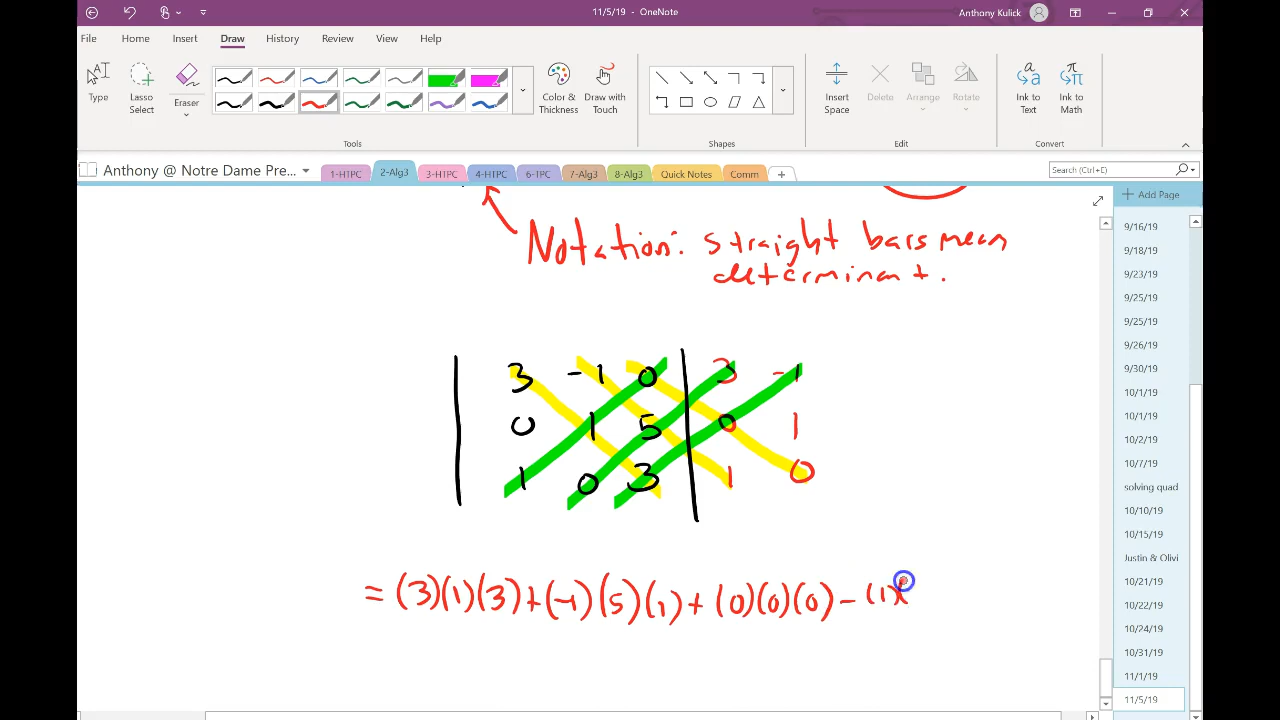 11/5/19 - OneNote
Anthony Kulick
File Home Insert Draw History Review View Help
Type
Lasso Select
Eraser
Color & Thickness
Draw with Touch
Insert Space
Delete
Arrange
Rotate
Ink to Text
Ink to Math
Tools
Shapes
Edit
Convert
Anthony @ Notre Dame Pre...
1-HTPC 2-Alg3 3-HTPC 4-HTPC 6-TPC 7-Alg3 8-Alg3 Quick Notes Comm +
Search (Ctrl+E)
Add Page
9/16/19
9/18/19
9/23/19
9/25/19
9/25/19
9/26/19
9/30/19
10/1/19
10/1/19
10/2/19
10/7/19
solving quad
10/10/19
10/15/19
Justin & Olivi
10/21/19
10/22/19
10/24/19
10/31/19
11/1/19
11/5/19
Notation: straight bars mean
determinant.
3 -1 0 3 -1
0 1 5 0 1
1 0 3 1 0
= (3)(1)(3)+(-1)(5)(1)+(0)(0)(0)-(1)(